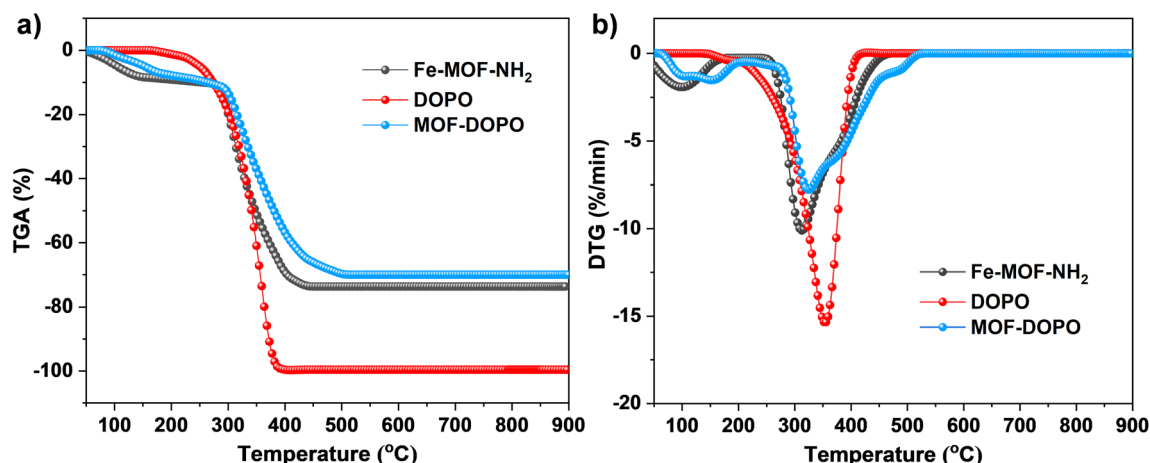 a)
0
-20
-40
-60
-80
-100
TGA (%)
Fe-MOF-NH₂
DOPO
MOF-DOPO
100 200 300 400 500 600 700 800 900
Temperature (°C)
b)
0
-5
-10
-15
-20
DTG (%/min)
Fe-MOF-NH₂
DOPO
MOF-DOPO
100 200 300 400 500 600 700 800 900
Temperature (°C)